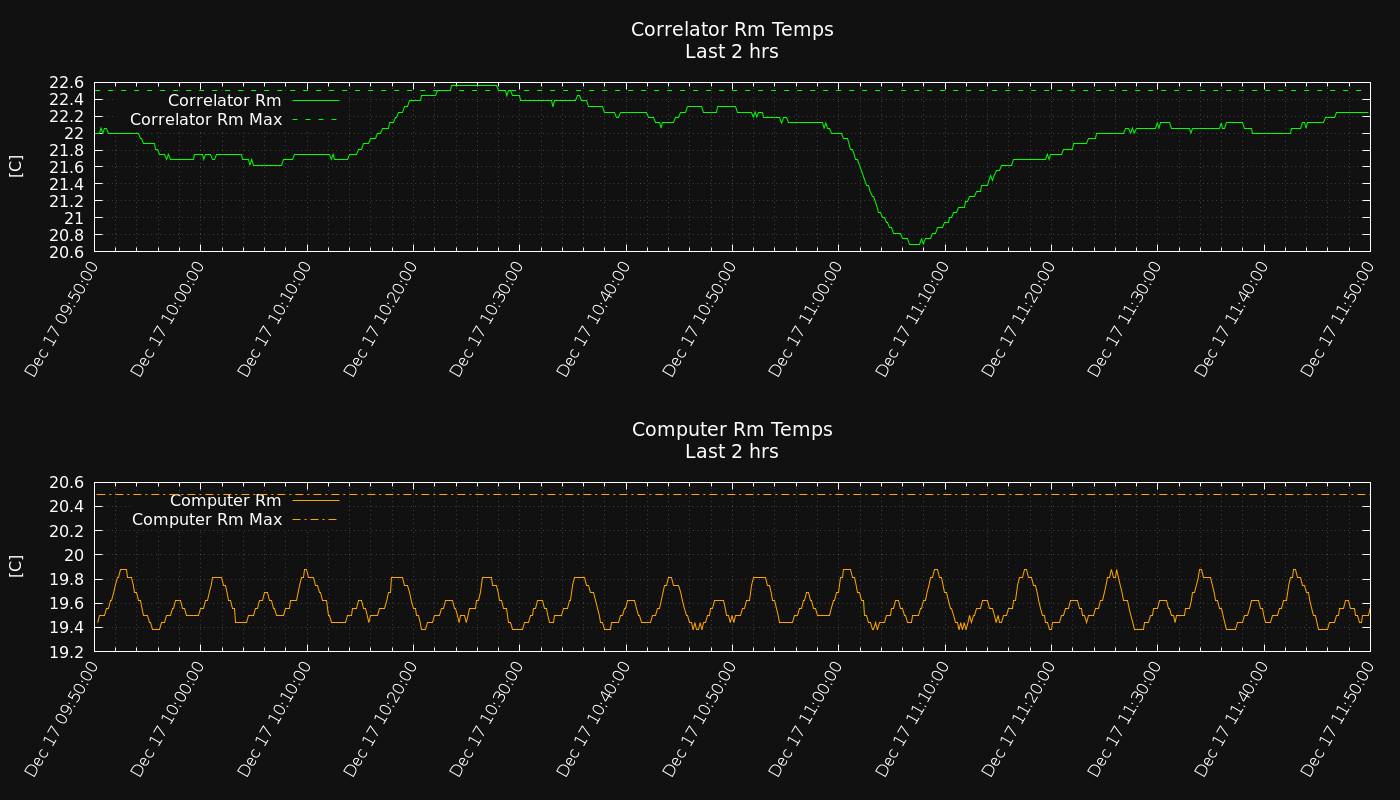 Correlator Rm Temps
Last 2 hrs
22.6
22.4
22.2
22
21.8
21.6
21.4
21.2
21
20.8
20.6
[C]
Correlator Rm
Correlator Rm Max
Dec 17 09:50:00
Dec 17 10:00:00
Dec 17 10:10:00
Dec 17 10:20:00
Dec 17 10:30:00
Dec 17 10:40:00
Dec 17 10:50:00
Dec 17 11:00:00
Dec 17 11:10:00
Dec 17 11:20:00
Dec 17 11:30:00
Dec 17 11:40:00
Dec 17 11:50:00
Computer Rm Temps
Last 2 hrs
20.6
20.4
20.2
20
19.8
19.6
19.4
19.2
[C]
Computer Rm
Computer Rm Max
Dec 17 09:50:00
Dec 17 10:00:00
Dec 17 10:10:00
Dec 17 10:20:00
Dec 17 10:30:00
Dec 17 10:40:00
Dec 17 10:50:00
Dec 17 11:00:00
Dec 17 11:10:00
Dec 17 11:20:00
Dec 17 11:30:00
Dec 17 11:40:00
Dec 17 11:50:00